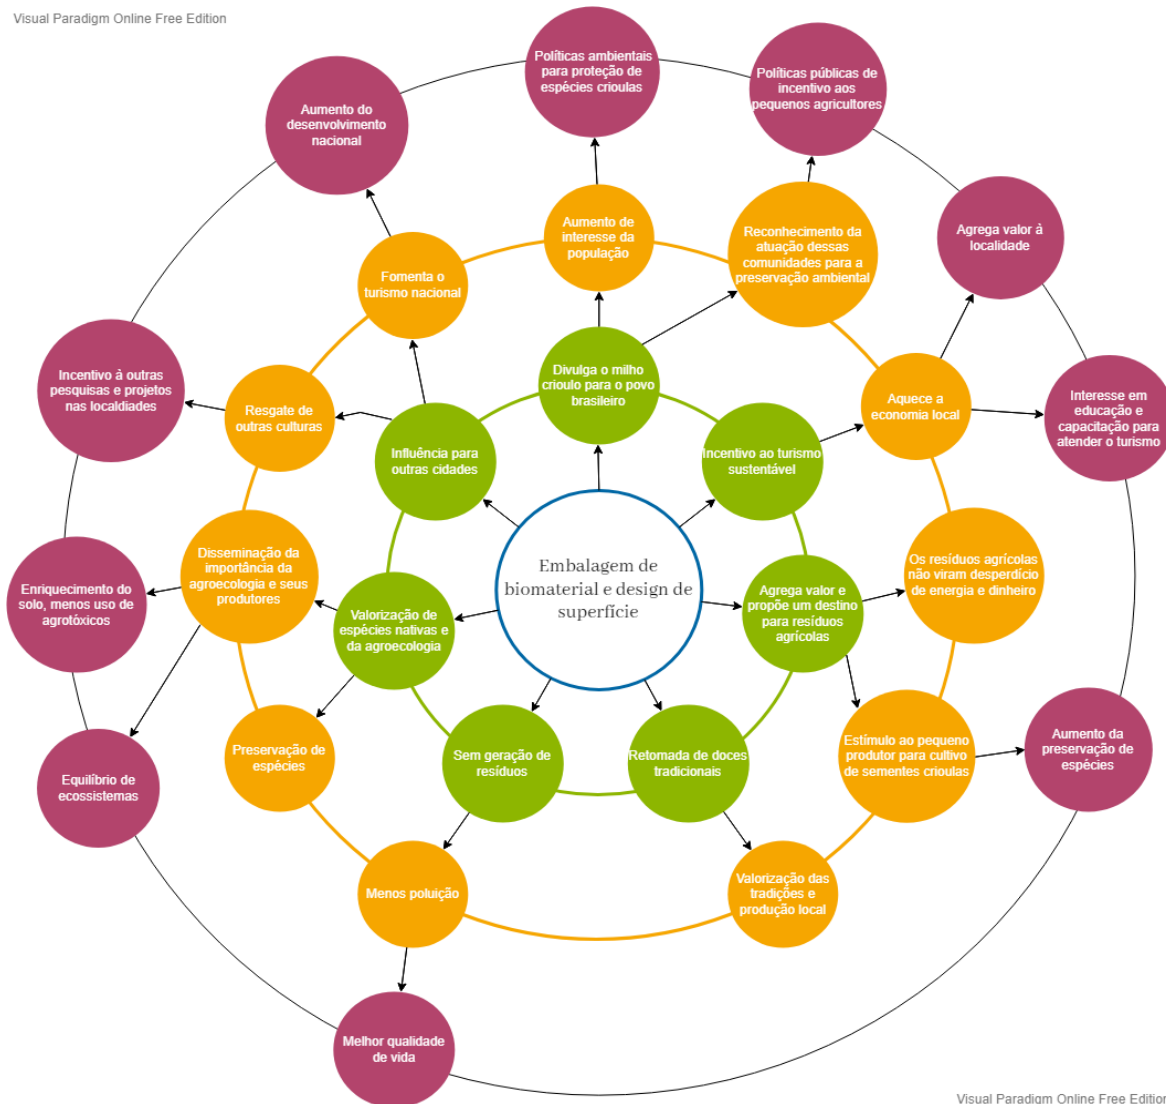 Visual Paradigm Online Free Edition
Políticas ambientais
para proteção de
espécies crioulas
Políticas públicas de
incentivo aos
pequenos agricultores
Aumento do
desenvolvimento
nacional
Agrega valor à
localidade
Aumento de
interesse da
população
Reconhecimento da
atuação dessas
comunidades para a
preservação ambiental
Fomenta o
turismo nacional
Incentivo à outras
pesquisas e projetos
nas localdiades
Resgate de
outras culturas
Divulga o milho
crioulo para o povo
brasileiro
Aquece a
economia local
Interesse em
educação e
capacitação para
atender o turismo
Influência para
outras cidades
Incentivo ao turismo
sustentável
Enriquecimento do
solo, menos uso de
agrotóxicos
Disseminação da
importância da
agroecologia e seus
produtores
Valorização de
espécies nativas e
da agroecologia
Embalagem de
biomaterial e design de
superfície
Agrega valor e
propõe um destino
para resíduos
agrícolas
Os resíduos agrícolas
não viram desperdício
de energia e dinheiro
Equilíbrio de
ecossistemas
Preservação de
espécies
Sem geração de
resíduos
Retomada de doces
tradicionais
Estímulo ao pequeno
produtor para cultivo
de sementes crioulas
Aumento da
preservação de
espécies
Menos poluição
Valorização das
tradições e
produção local
Melhor qualidade
de vida
Visual Paradigm Online Free Edition